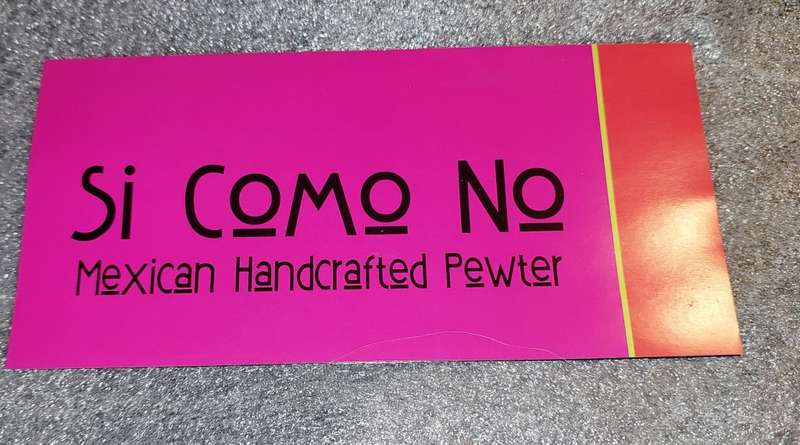 Si Como No
Mexican Handcrafted Pewter